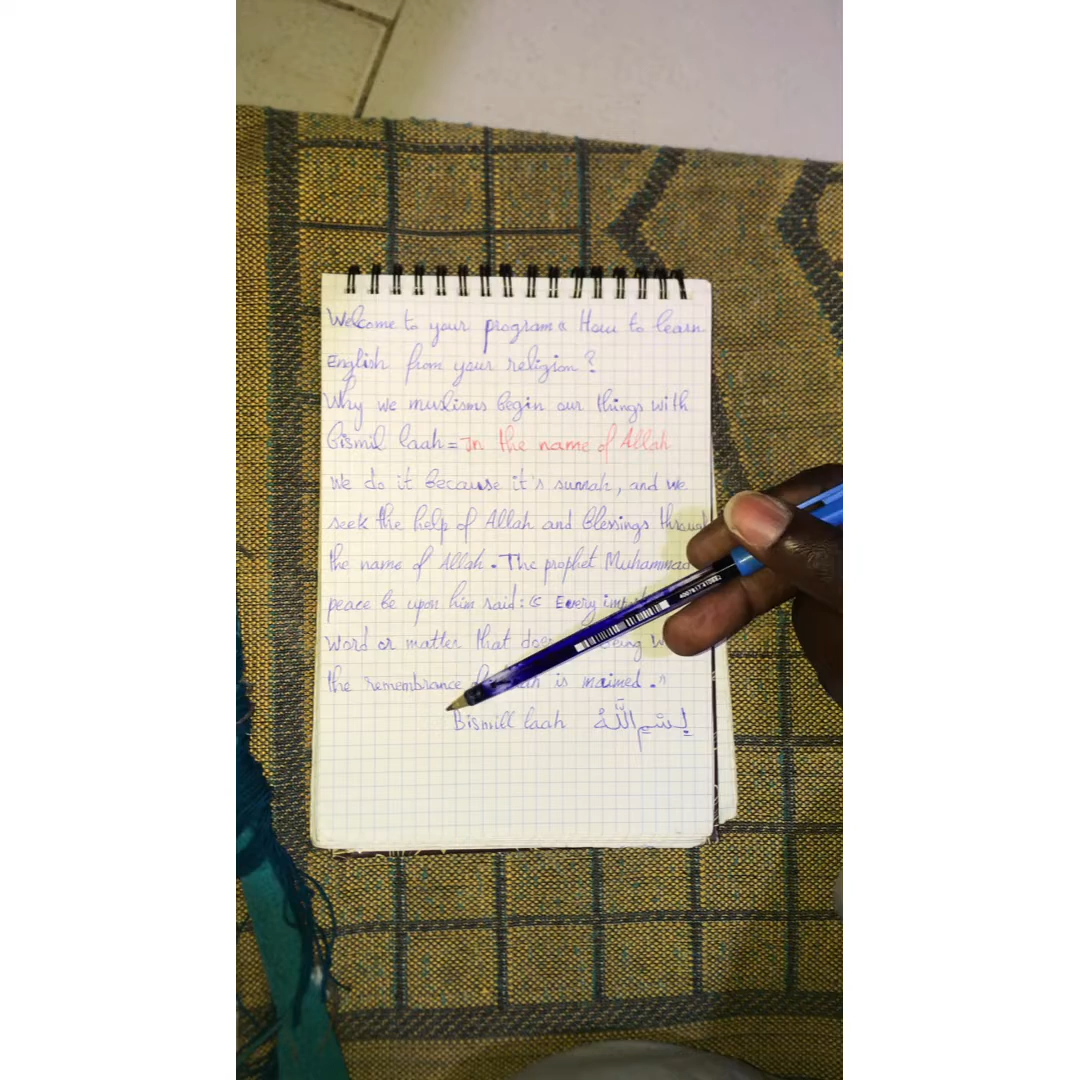 Welcome to your program « How to learn
English from your religion?
Why we muslisms begin our things with
bismil laah = In the name of Allah
We do it because it's sunnah, and we
seek the help of Allah and blessings through
the name of Allah. The prophet Muhammad
peace be upon him said: « Every
word or matter that
the remembrance is maimed. »
Bismill laah بِسْمِ اللَّهْ